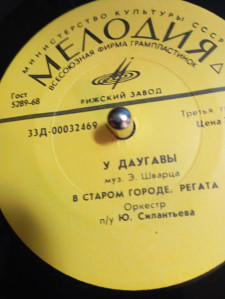 МИНИСТЕРСТВО КУЛЬТУРЫ СССР
МЕЛОДИЯ
ВСЕСОЮЗНАЯ ФИРМА ГРАМПЛАСТИНОК
Гост
5289-68
РИЖСКИЙ ЗАВОД
Третья
33Д-00032469
Цена
У ДАУГАВЫ
муз. Э. Шварца
В СТАРОМ ГОРОДЕ. РЕГАТА
Оркестр
п/у Ю. Силантьева